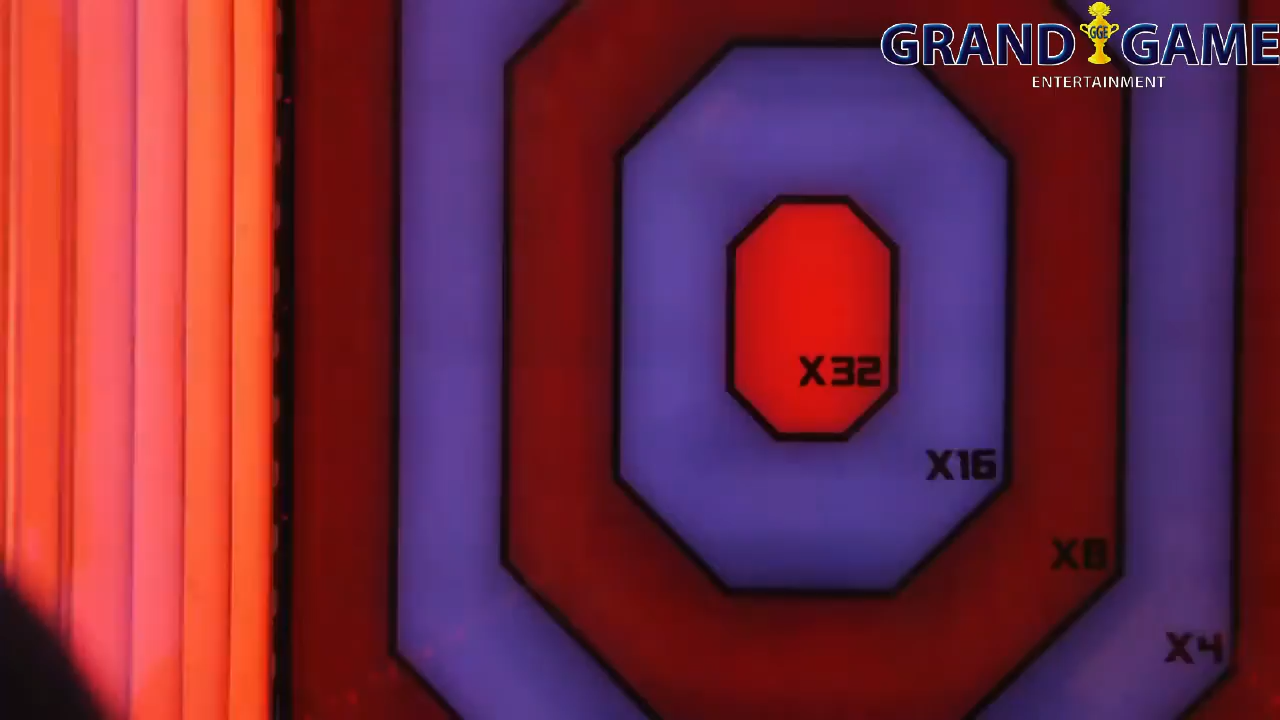 GRAND GGE GAME
ENTERTAINMENT
X32
X16
X8
X4